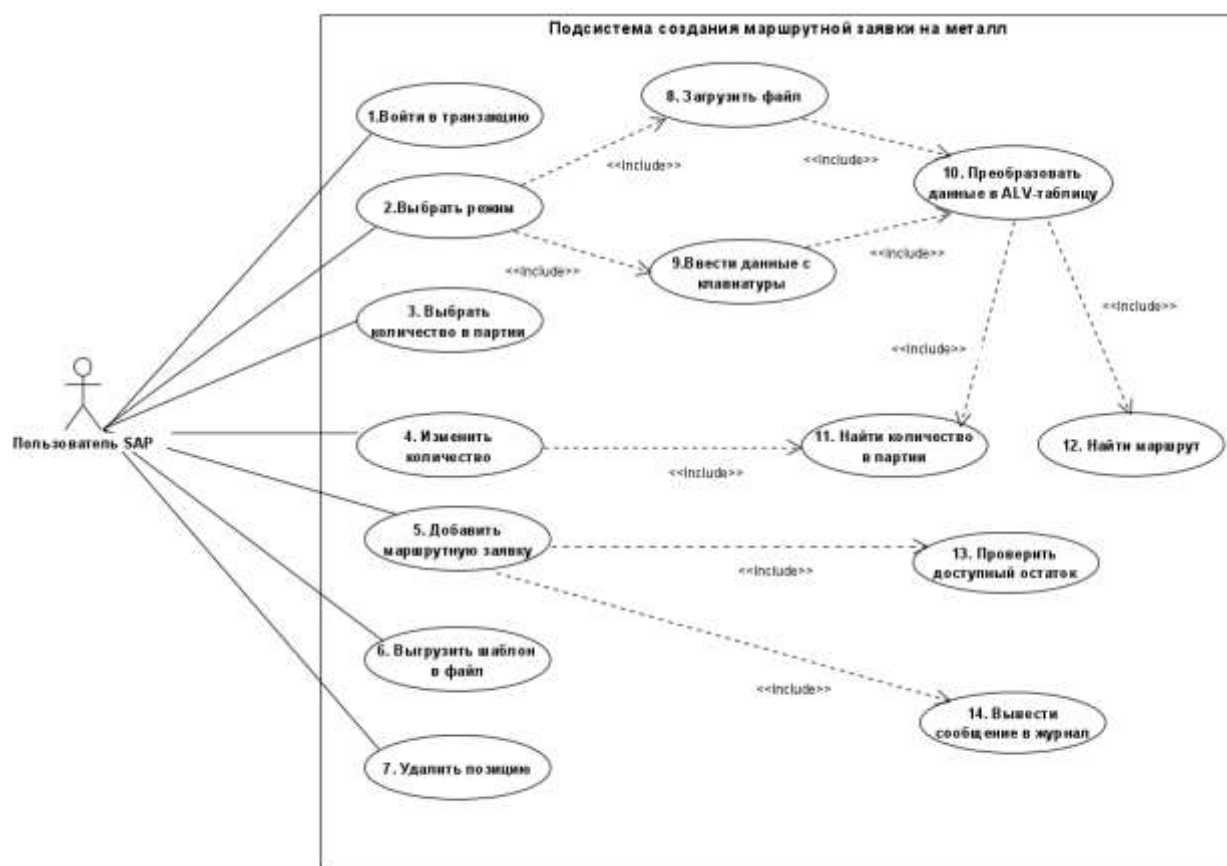 Подсистема создания маршрутной заявки на металл
1.Войти в транзакцию
8. Загрузить файл
<<Include>>
<<Include>>
10. Преобразовать
данные в ALV-таблицу
2.Выбрать режим
<<Include>>
9.Ввести данные с
клавиатуры
<<Include>>
3. Выбрать
количество в партии
<<Include>>
<<Include>>
Пользователь SAP
4. Изменить
количество
<<Include>>
11. Найти количество
в партии
12. Найти маршрут
5. Добавить
маршрутную заявку
<<Include>>
13. Проверить
доступный остаток
6. Выгрузить шаблон
в файл
<<Include>>
14. Вывести
сообщение в журнал
7. Удалить позицию